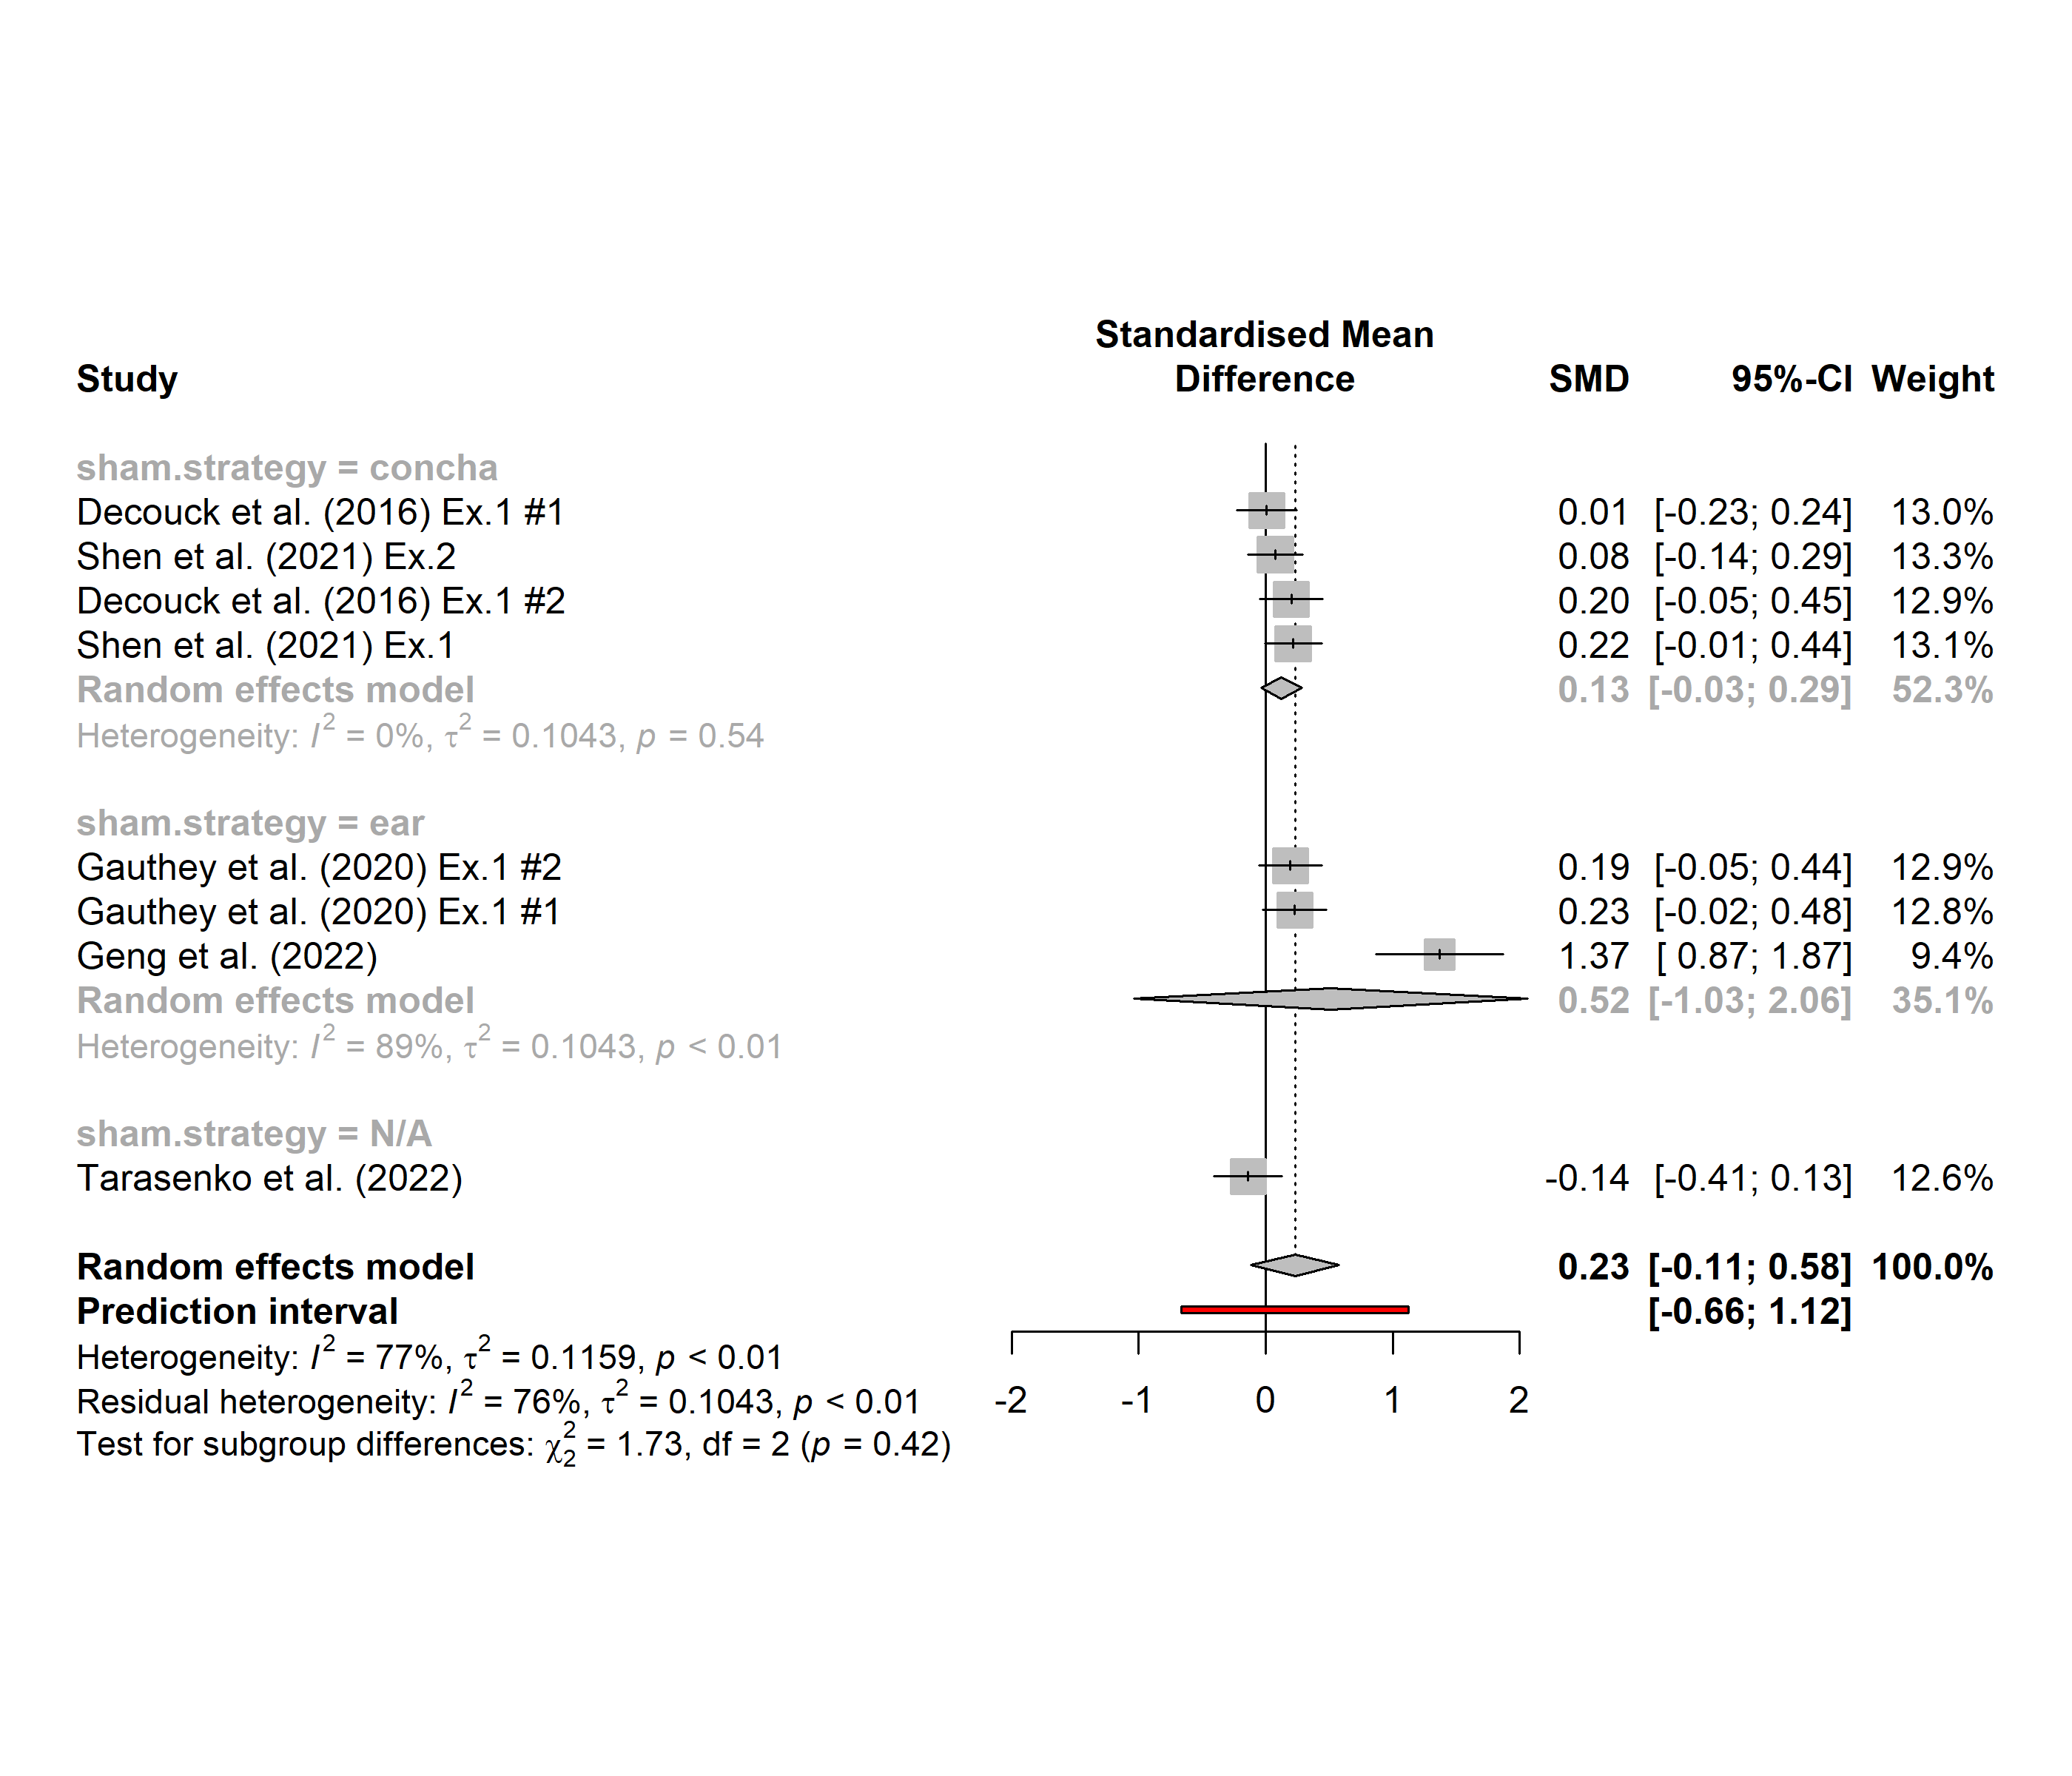 Standardised Mean
Study Difference SMD 95%-CI Weight
sham.strategy = concha
Decouck et al. (2016) Ex.1 #1 0.01 [-0.23; 0.24] 13.0%
Shen et al. (2021) Ex.2 0.08 [-0.14; 0.29] 13.3%
Decouck et al. (2016) Ex.1 #2 0.20 [-0.05; 0.45] 12.9%
Shen et al. (2021) Ex.1 0.22 [-0.01; 0.44] 13.1%
Random effects model 0.13 [-0.03; 0.29] 52.3%
Heterogeneity: I² = 0%, τ² = 0.1043, p = 0.54
sham.strategy = ear
Gauthey et al. (2020) Ex.1 #2 0.19 [-0.05; 0.44] 12.9%
Gauthey et al. (2020) Ex.1 #1 0.23 [-0.02; 0.48] 12.8%
Geng et al. (2022) 1.37 [ 0.87; 1.87] 9.4%
Random effects model 0.52 [-1.03; 2.06] 35.1%
Heterogeneity: I² = 89%, τ² = 0.1043, p < 0.01
sham.strategy = N/A
Tarasenko et al. (2022) -0.14 [-0.41; 0.13] 12.6%
Random effects model 0.23 [-0.11; 0.58] 100.0%
Prediction interval [-0.66; 1.12]
Heterogeneity: I² = 77%, τ² = 0.1159, p < 0.01
Residual heterogeneity: I² = 76%, τ² = 0.1043, p < 0.01
-2 -1 0 1 2
Test for subgroup differences: χ²₂ = 1.73, df = 2 (p = 0.42)